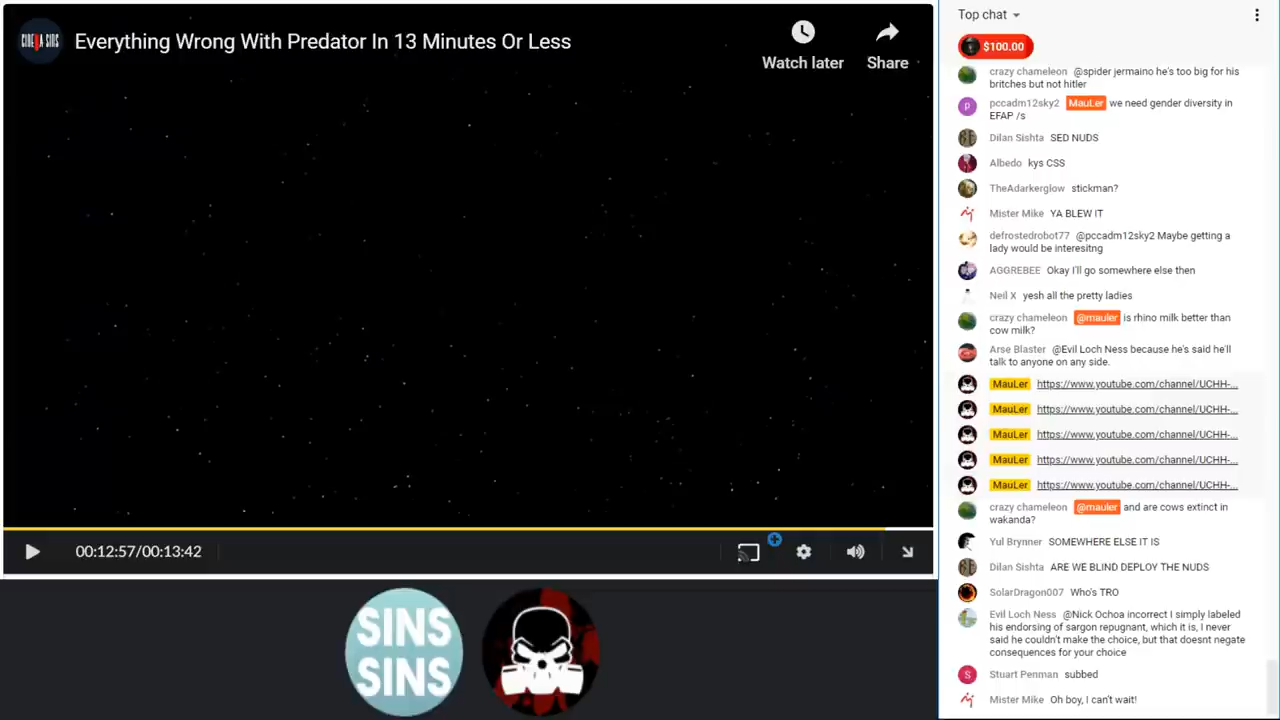 CINEMA SINS
Everything Wrong With Predator In 13 Minutes Or Less
Watch later
Share
00:12:57/00:13:42
SINS
SINS
Top chat
$100.00
crazy chameleon @spider jermaino he's too big for his
britches but not hitler
p
pccadm12sky2 MauLer we need gender diversity in
EFAP /s
Dilan Sishta SED NUDS
Albedo kys CSS
TheAdarkerglow stickman?
Mister Mike YA BLEW IT
defrostedrobot77 @pccadm12sky2 Maybe getting a
lady would be interesitng
AGGREBEE Okay I'll go somewhere else then
Neil X yesh all the pretty ladies
crazy chameleon @mauler is rhino milk better than
cow milk?
Arse Blaster @Evil Loch Ness because he's said he'll
talk to anyone on any side.
MauLer https://www.youtube.com/channel/UCHH-...
MauLer https://www.youtube.com/channel/UCHH-...
MauLer https://www.youtube.com/channel/UCHH-...
MauLer https://www.youtube.com/channel/UCHH-...
MauLer https://www.youtube.com/channel/UCHH-...
crazy chameleon @mauler and are cows extinct in
wakanda?
Yul Brynner SOMEWHERE ELSE IT IS
Dilan Sishta ARE WE BLIND DEPLOY THE NUDS
SolarDragon007 Who's TRO
Evil Loch Ness @Nick Ochoa incorrect I simply labeled
his endorsing of sargon repugnant, which it is, I never
said he couldn't make the choice, but that doesnt negate
consequences for your choice
S
Stuart Penman subbed
Mister Mike Oh boy, I can't wait!